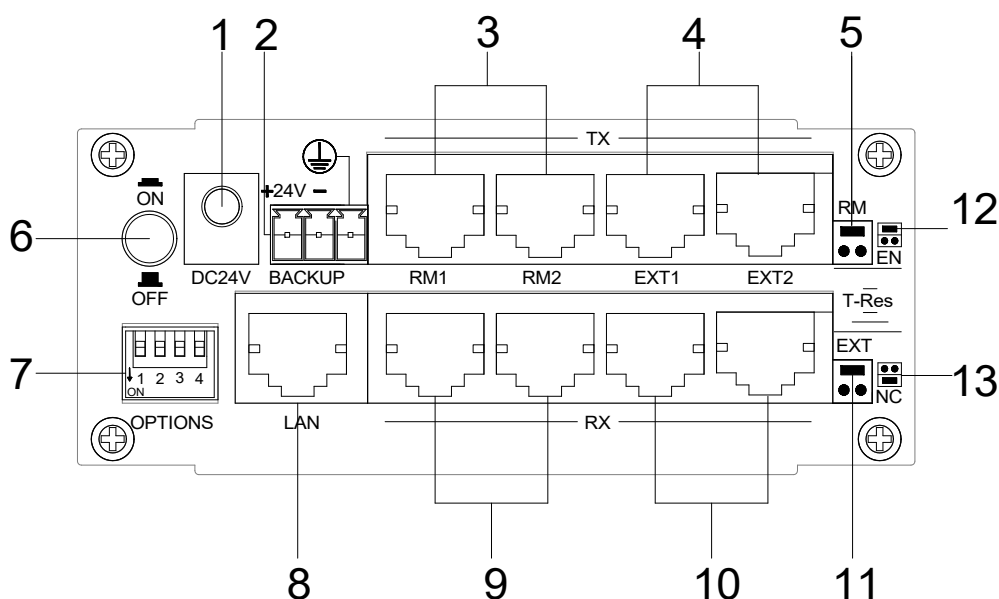 1 2 3 4 5
TX
ON
+24V −
RM
12
6
DC24V BACKUP RM1 RM2 EXT1 EXT2
EN
OFF
T-Res
EXT
7
1 2 3 4
ON
13
NC
OPTIONS LAN RX
8 9 10 11